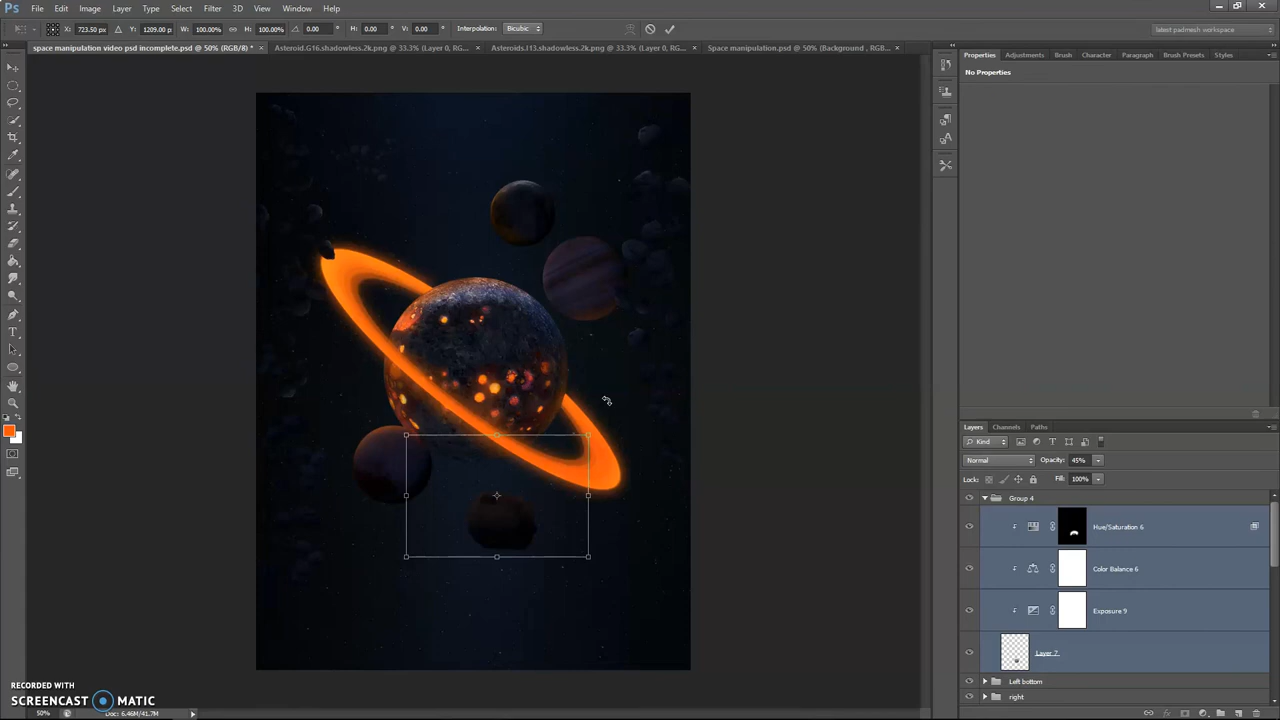 File Edit Image Layer Type Select Filter 3D View Window Help
X: 723.50 px Y: 1209.00 p W: 100.00% H: 100.00% 0.00 ° H: 0.00 ° V: 0.00 ° Interpolation: Bicubic
latest padmesh workspace
space manipulation video psd incomplete.psd @ 50% (RGB/8) * × Asteroid.G16.shadowless.2k.png @ 33.3% (Layer 0, RG... × Asteroids.J13.shadowless.2k.png @ 33.3% (Layer 0, RG... × Space manipulation.psd @ 50% (Background , RGB... ×
Properties Adjustments Brush Character Paragraph Brush Presets Styles
No Properties
Layers Channels Paths
Kind
Normal Opacity: 45%
Lock: Fill: 100%
Group 4
Hue/Saturation 6
Color Balance 6
Exposure 9
Layer 7
Left bottom
right
RECORDED WITH
SCREENCAST MATIC
50% Doc: 6.46M/41.7M